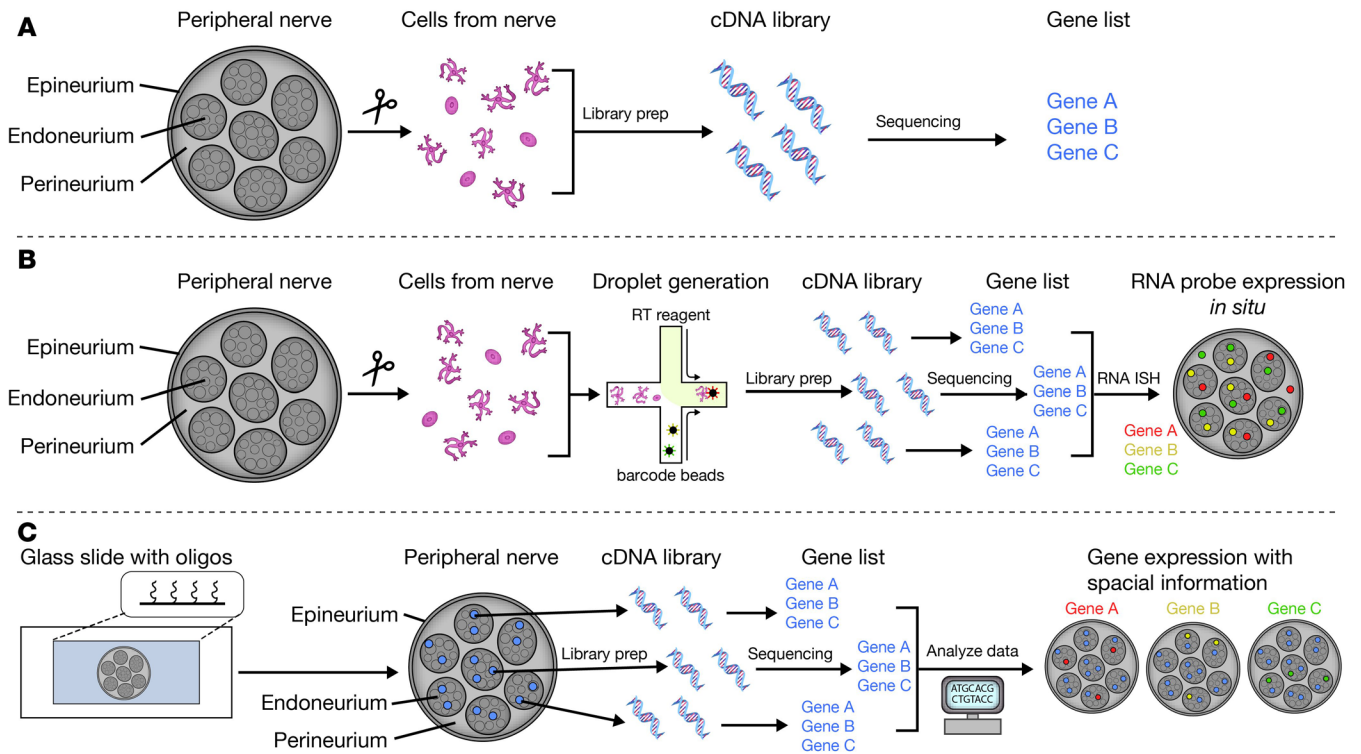 A
Peripheral nerve
Cells from nerve
cDNA library
Gene list
Epineurium
Endoneurium
Perineurium
Library prep
Sequencing
Gene A
Gene B
Gene C
B
Peripheral nerve
Cells from nerve
Droplet generation
cDNA library
Gene list
RNA probe expression
in situ
Epineurium
Endoneurium
Perineurium
RT reagent
barcode beads
Library prep
Sequencing
Gene A
Gene B
Gene C
Gene A
Gene B
Gene C
Gene A
Gene B
Gene C
RNA ISH
Gene A
Gene B
Gene C
C
Glass slide with oligos
Peripheral nerve
cDNA library
Gene list
Gene expression with
spacial information
Epineurium
Endoneurium
Perineurium
Library prep
Sequencing
Gene A
Gene B
Gene C
Gene A
Gene B
Gene C
Gene A
Gene B
Gene C
Analyze data
ATGCACG
CTGTACC
Gene A
Gene B
Gene C